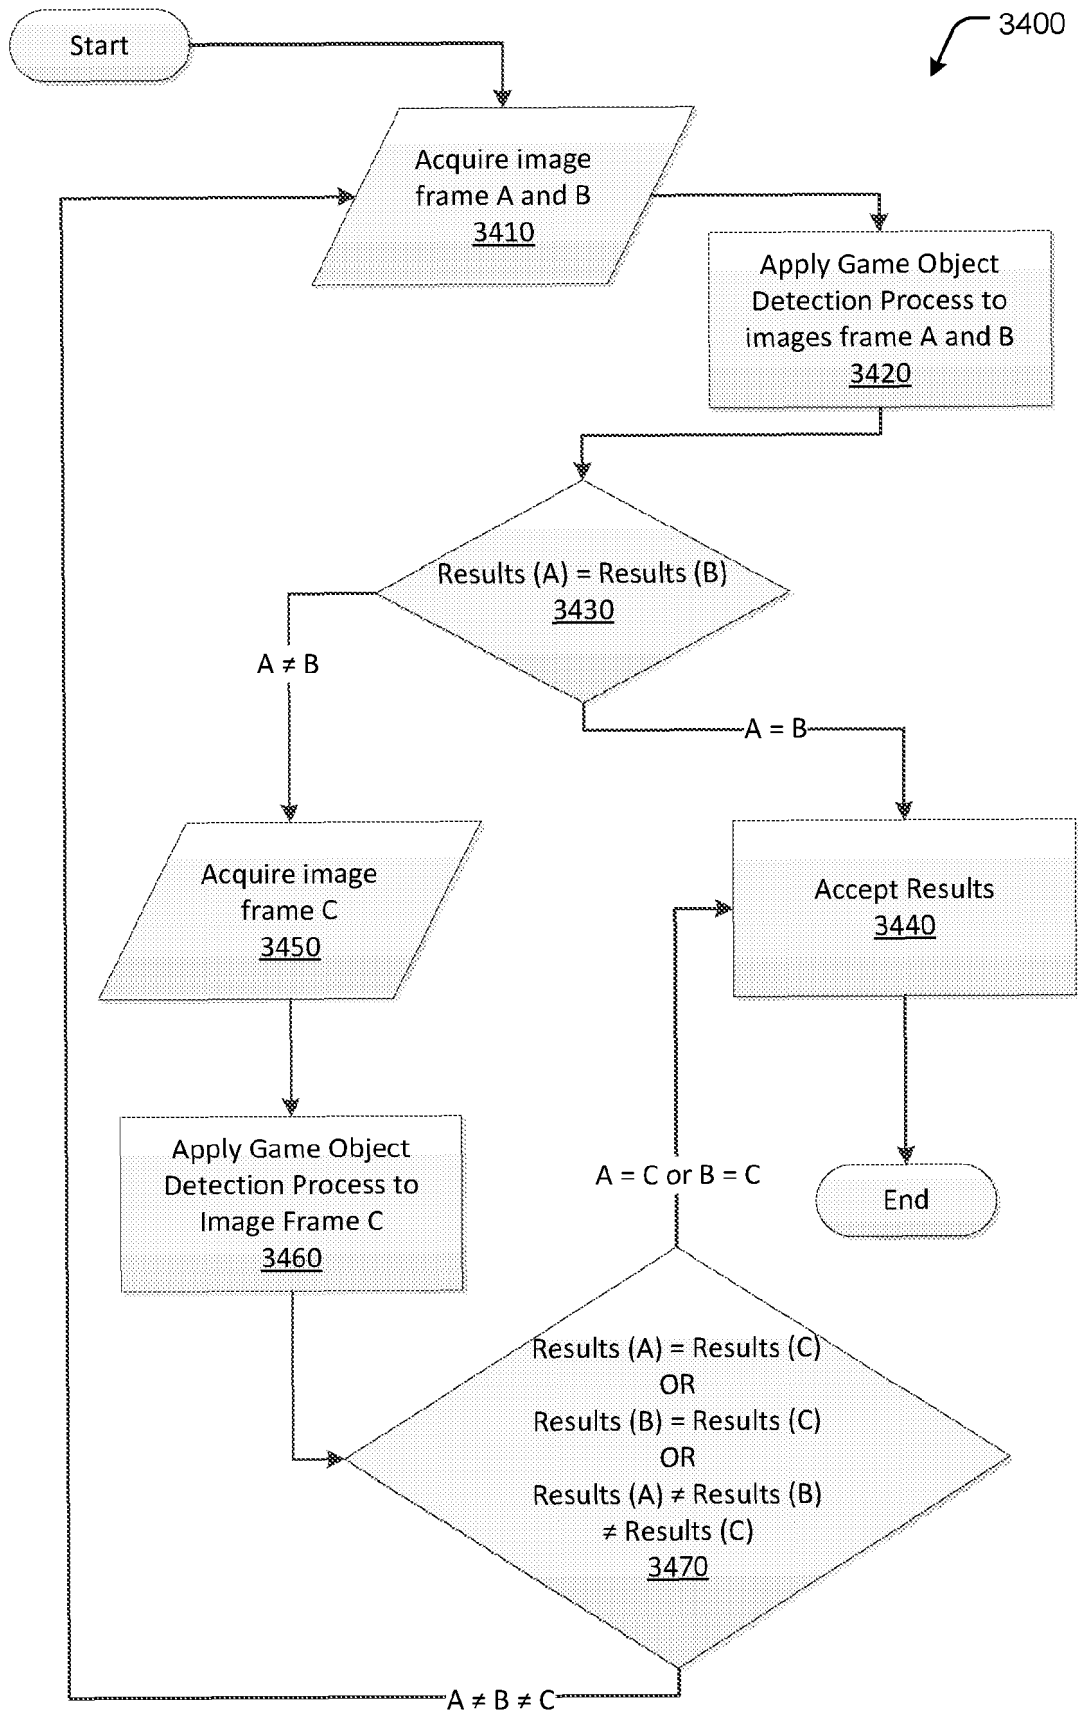 Start
3400
Acquire image
frame A and B
3410
Apply Game Object
Detection Process to
images frame A and B
3420
Results (A) = Results (B)
3430
A ≠ B
A = B
Acquire image
frame C
3450
Accept Results
3440
Apply Game Object
Detection Process to
Image Frame C
3460
A = C or B = C
End
Results (A) = Results (C)
OR
Results (B) = Results (C)
OR
Results (A) ≠ Results (B)
≠ Results (C)
3470
A ≠ B ≠ C